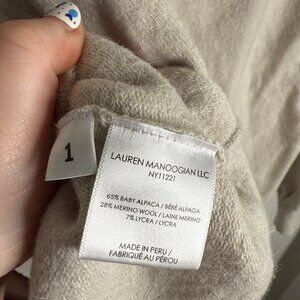 1
LAUREN MANOOGIAN LLC
NY11221
65% BABY ALPACA / BÉBÉ ALPAGA
28% MERINO WOOL / LAINE MERINO
7% LYCRA / LYCRA
MADE IN PERU /
FABRIQUÉ AU PÉROU